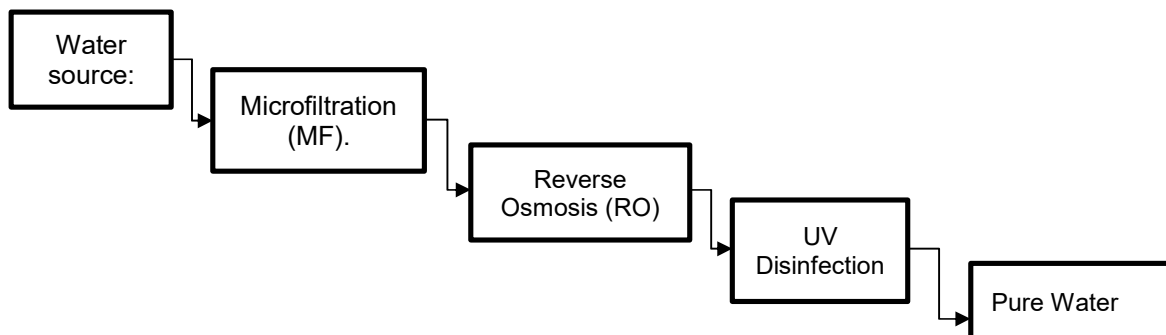 Water
source:
Microfiltration
(MF).
Reverse
Osmosis (RO)
UV
Disinfection
Pure Water